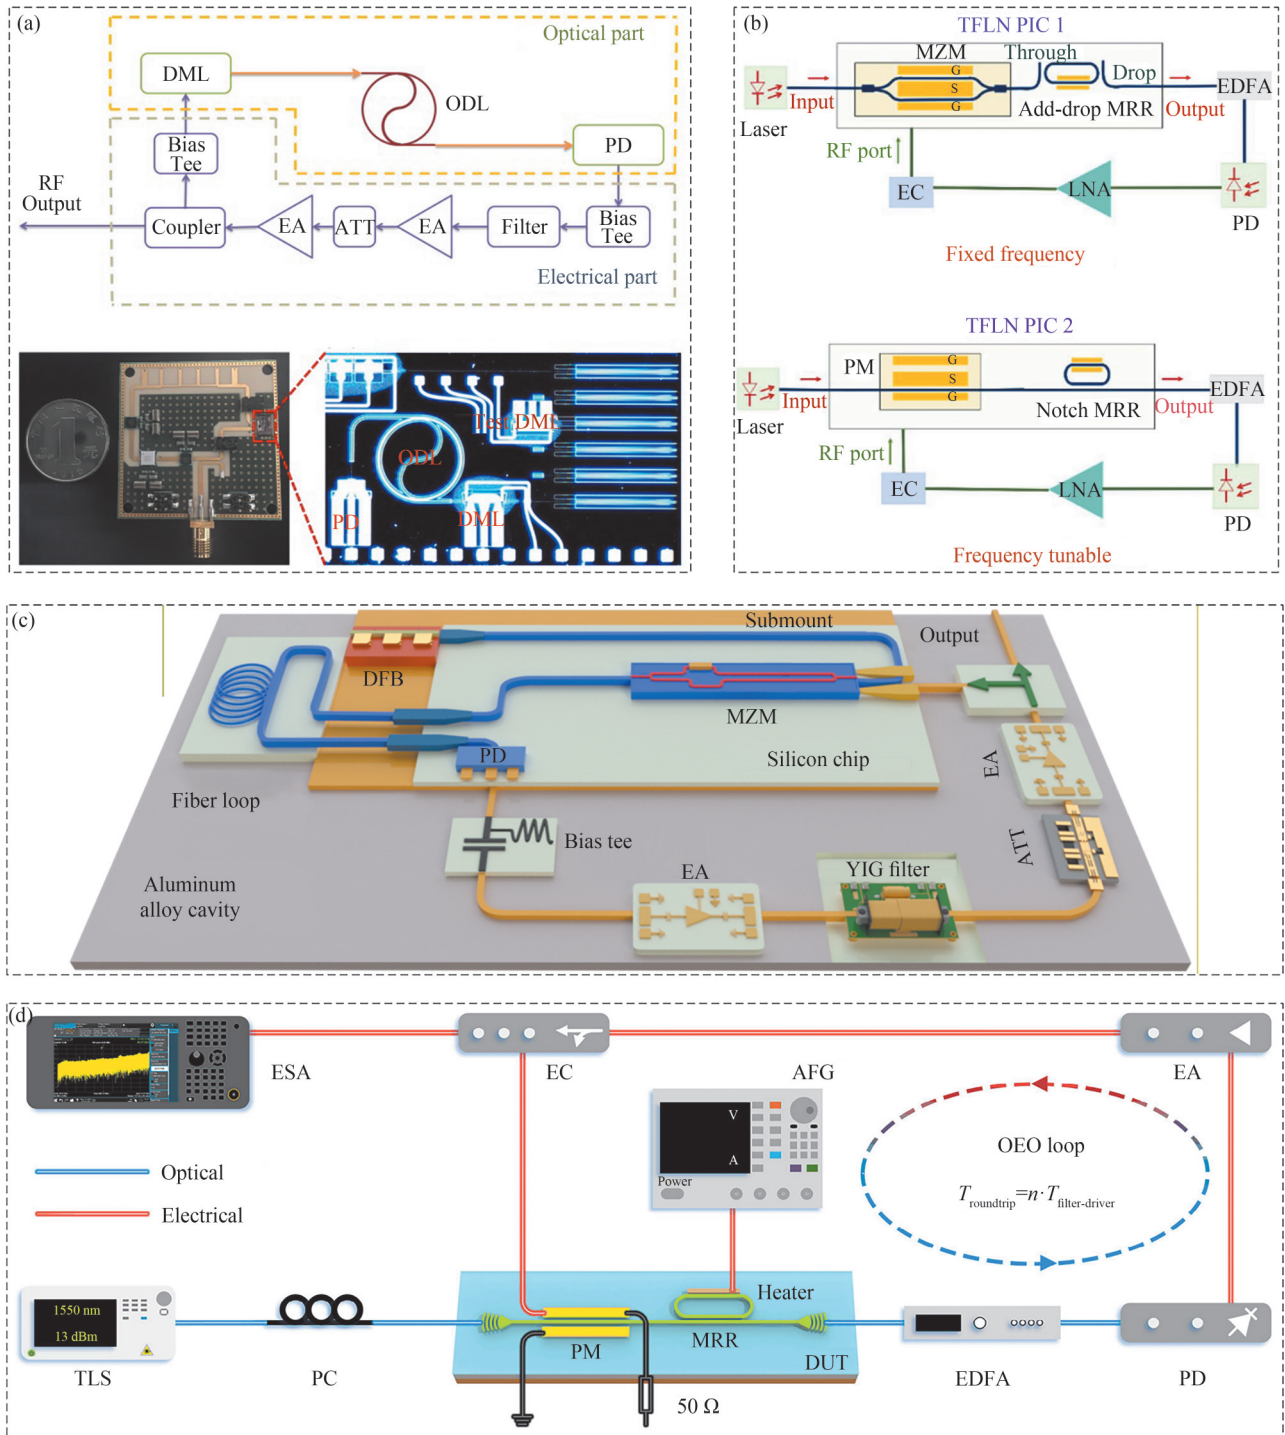 (a)
Optical part
DML
ODL
PD
Bias
Tee
RF
Output
Coupler
EA
ATT
EA
Filter
Bias
Tee
Electrical part
1
Test DML
ODL
PD
DML
(b)
TFLN PIC 1
MZM
Through
G
S
G
Drop
Input
Laser
Add-drop MRR
Output
EDFA
RF port
EC
LNA
PD
Fixed frequency
TFLN PIC 2
PM
G
S
G
Input
Laser
Notch MRR
Output
EDFA
RF port
EC
LNA
PD
Frequency tunable
(c)
Submount
Output
DFB
MZM
PD
Silicon chip
EA
Fiber loop
Bias tee
ATT
EA
YIG filter
Aluminum
alloy cavity
(d)
ESA
EC
AFG
EA
V
A
Power
OEO loop
T roundtrip=n·T filter-driver
Optical
Electrical
1550 nm
13 dBm
Heater
MRR
PM
DUT
TLS
PC
EDFA
PD
50 Ω